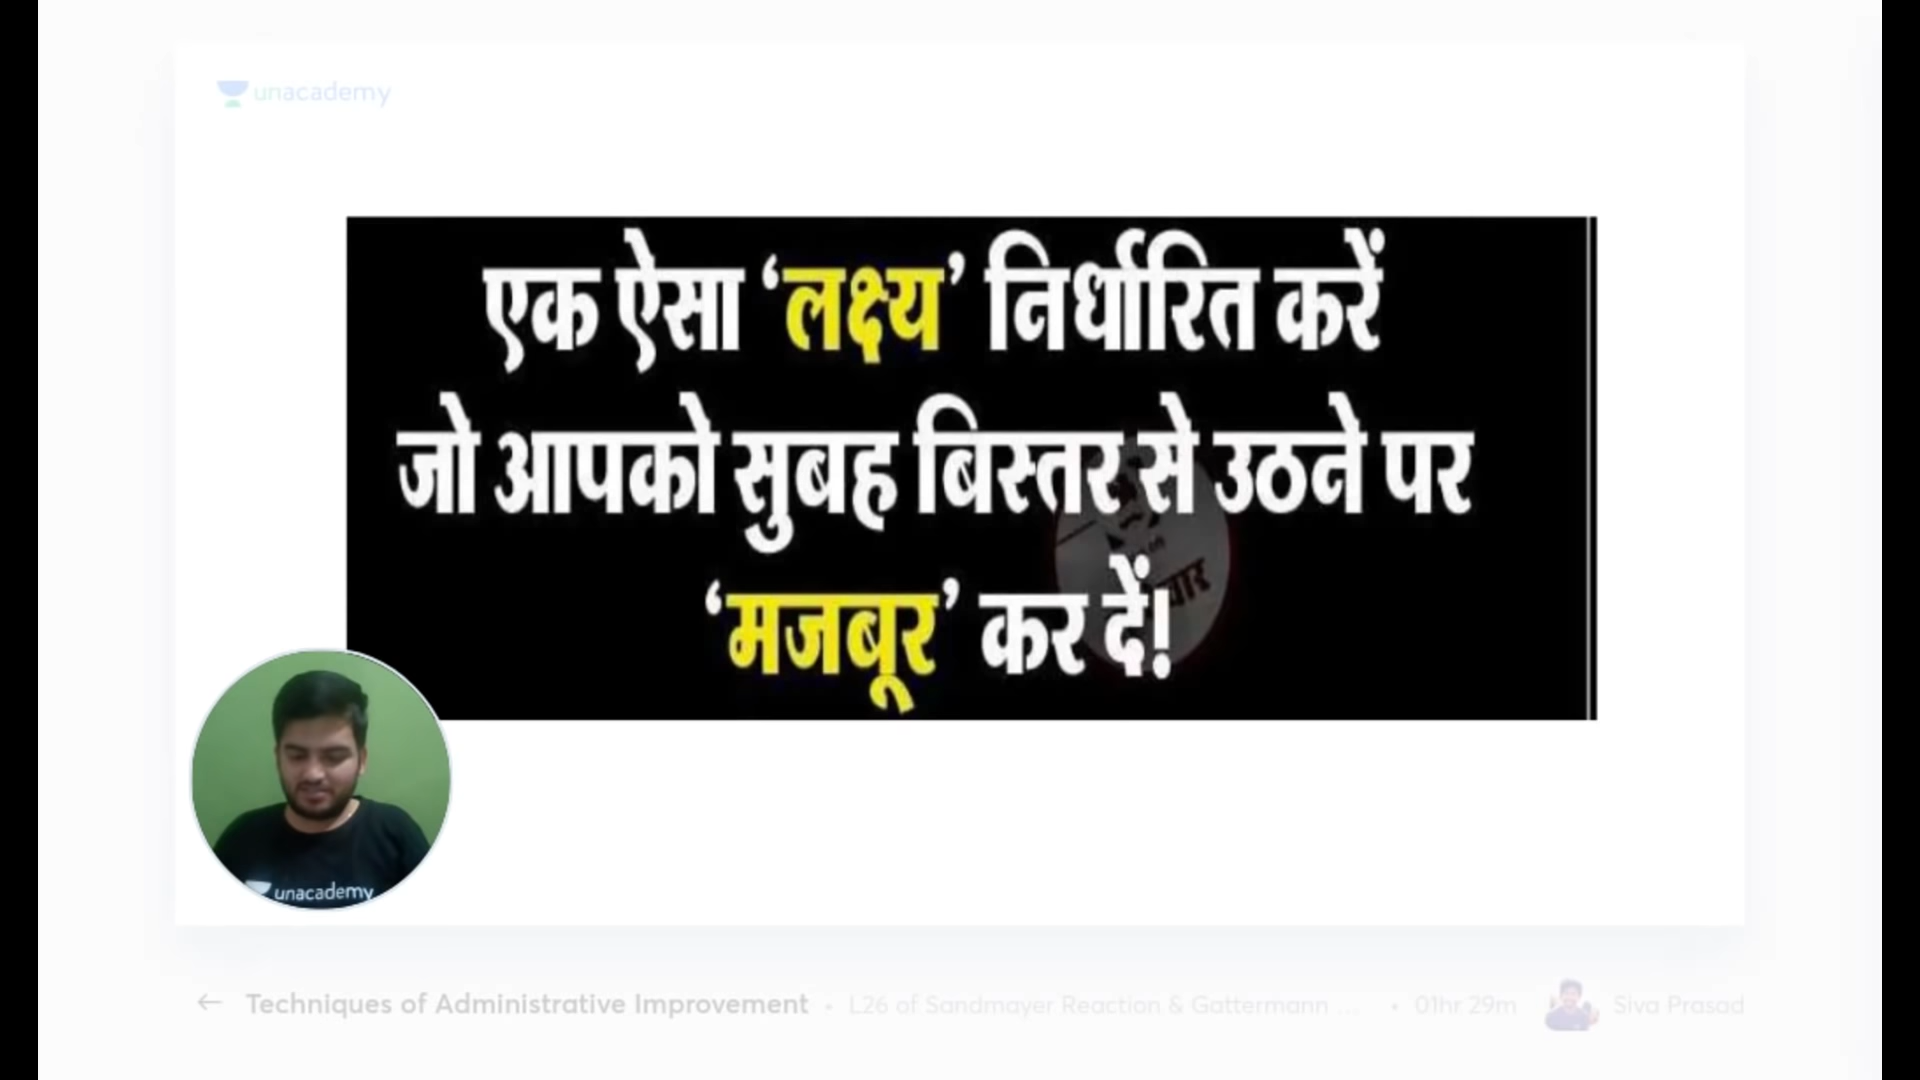 unacademy
एक ऐसा ‘लक्ष्य’ निर्धारित करें
जो आपको सुबह बिस्तर से उठने पर
‘मजबूर’ कर दें!
unacademy
← Techniques of Administrative Improvement • L26 of Sandmayer Reaction & Gattermann ... • 01hr 29m Siva Prasad